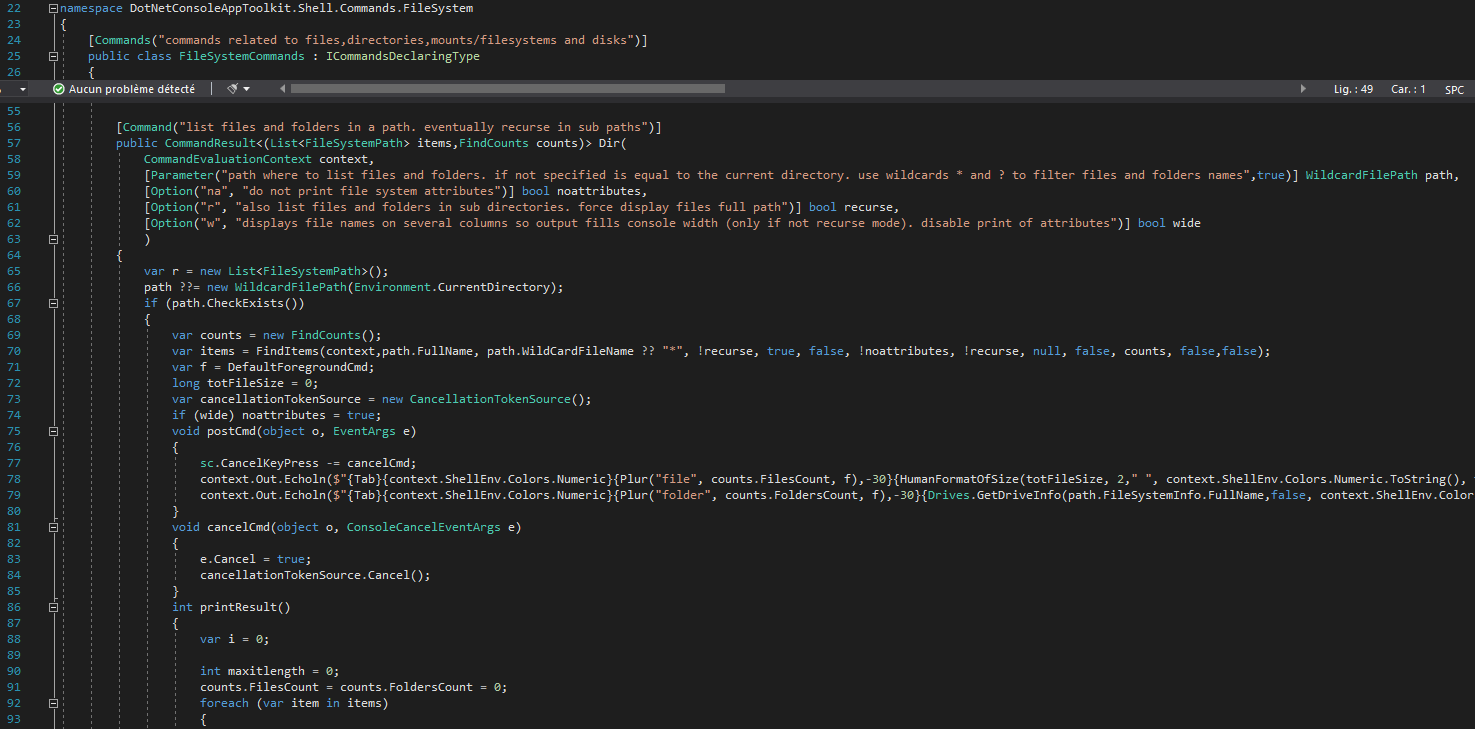 22 namespace DotNetConsoleAppToolkit.Shell.Commands.FileSystem
23 {
24 [Commands("commands related to files,directories,mounts/filesystems and disks")]
25 public class FileSystemCommands : ICommandsDeclaringType
26 {
Aucun problème détecté Lig. : 49 Car. : 1 SPC
55
56 [Command("list files and folders in a path. eventually recurse in sub paths")]
57 public CommandResult<(List<FileSystemPath> items,FindCounts counts)> Dir(
58 CommandEvaluationContext context,
59 [Parameter("path where to list files and folders. if not specified is equal to the current directory. use wildcards * and ? to filter files and folders names",true)] WildcardFilePath path,
60 [Option("na", "do not print file system attributes")] bool noattributes,
61 [Option("r", "also list files and folders in sub directories. force display files full path")] bool recurse,
62 [Option("w", "displays file names on several columns so output fills console width (only if not recurse mode). disable print of attributes")] bool wide
63 )
64 {
65 var r = new List<FileSystemPath>();
66 path ??= new WildcardFilePath(Environment.CurrentDirectory);
67 if (path.CheckExists())
68 {
69 var counts = new FindCounts();
70 var items = FindItems(context,path.FullName, path.WildCardFileName ?? "*", !recurse, true, false, !noattributes, !recurse, null, false, counts, false,false);
71 var f = DefaultForegroundCmd;
72 long totFileSize = 0;
73 var cancellationTokenSource = new CancellationTokenSource();
74 if (wide) noattributes = true;
75 void postCmd(object o, EventArgs e)
76 {
77 sc.CancelKeyPress -= cancelCmd;
78 context.Out.Echoln($"{Tab}{context.ShellEnv.Colors.Numeric}{Plur("file", counts.FilesCount, f),-30}{HumanFormatOfSize(totFileSize, 2," ", context.ShellEnv.Colors.Numeric.ToString(),
79 context.Out.Echoln($"{Tab}{context.ShellEnv.Colors.Numeric}{Plur("folder", counts.FoldersCount, f),-30}{Drives.GetDriveInfo(path.FileSystemInfo.FullName,false, context.ShellEnv.Color
80 }
81 void cancelCmd(object o, ConsoleCancelEventArgs e)
82 {
83 e.Cancel = true;
84 cancellationTokenSource.Cancel();
85 }
86 int printResult()
87 {
88 var i = 0;
89
90 int maxitlength = 0;
91 counts.FilesCount = counts.FoldersCount = 0;
92 foreach (var item in items)
93 {